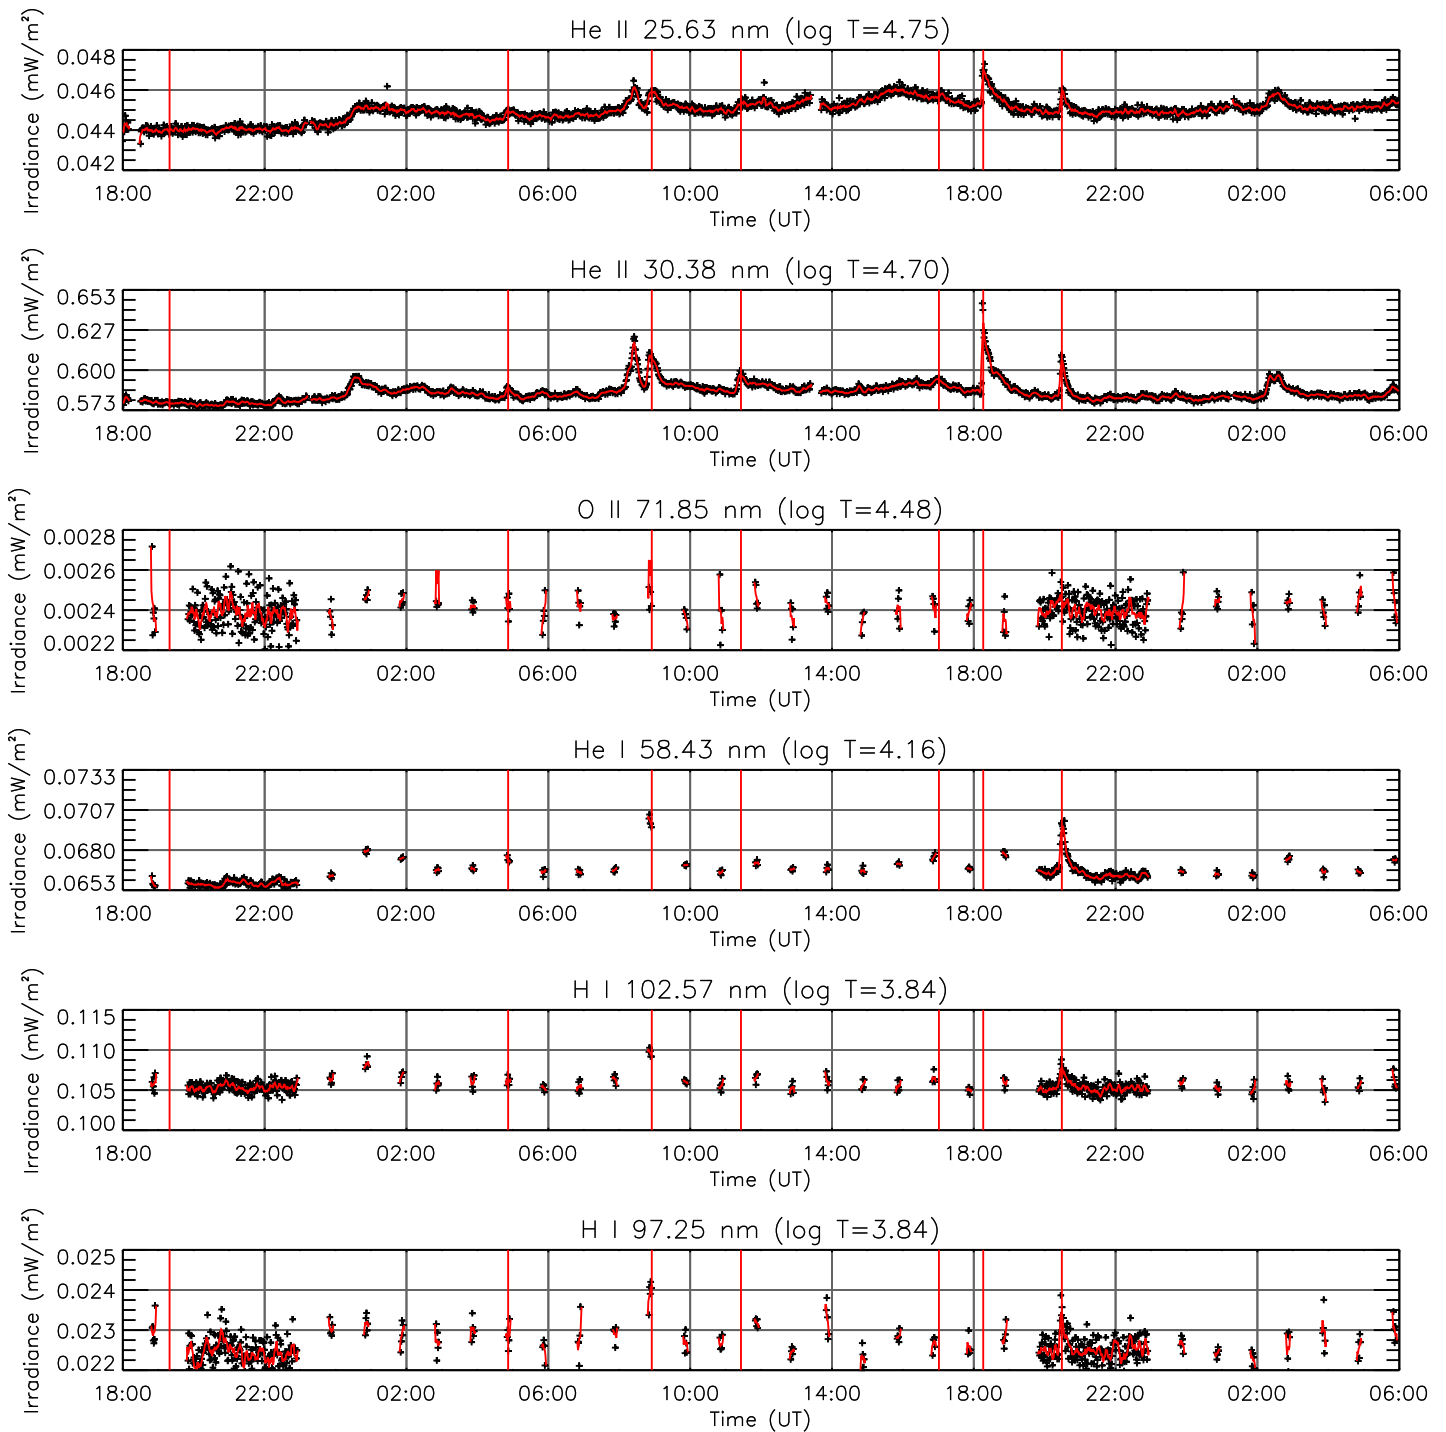 He II 25.63 nm (log T=4.75)
Irradiance (mW/m²)
0.048
0.046
0.044
0.042
18:00 22:00 02:00 06:00 10:00 14:00 18:00 22:00 02:00 06:00
Time (UT)
He II 30.38 nm (log T=4.70)
Irradiance (mW/m²)
0.653
0.627
0.600
0.573
18:00 22:00 02:00 06:00 10:00 14:00 18:00 22:00 02:00 06:00
Time (UT)
O II 71.85 nm (log T=4.48)
Irradiance (mW/m²)
0.0028
0.0026
0.0024
0.0022
18:00 22:00 02:00 06:00 10:00 14:00 18:00 22:00 02:00 06:00
Time (UT)
He I 58.43 nm (log T=4.16)
Irradiance (mW/m²)
0.0733
0.0707
0.0680
0.0653
18:00 22:00 02:00 06:00 10:00 14:00 18:00 22:00 02:00 06:00
Time (UT)
H I 102.57 nm (log T=3.84)
Irradiance (mW/m²)
0.115
0.110
0.105
0.100
18:00 22:00 02:00 06:00 10:00 14:00 18:00 22:00 02:00 06:00
Time (UT)
H I 97.25 nm (log T=3.84)
Irradiance (mW/m²)
0.025
0.024
0.023
0.022
18:00 22:00 02:00 06:00 10:00 14:00 18:00 22:00 02:00 06:00
Time (UT)